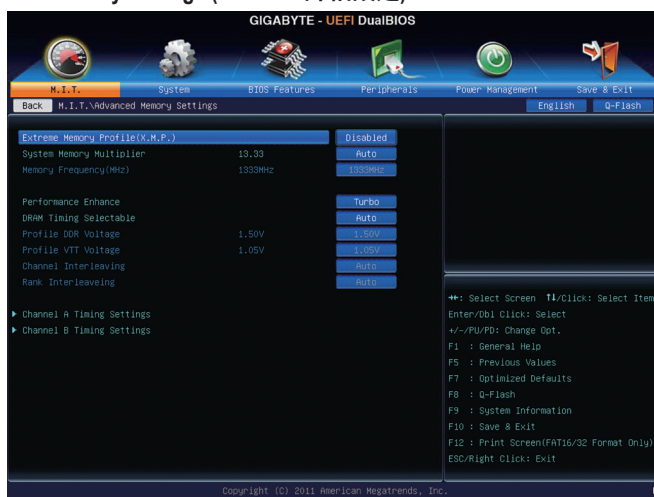 GIGABYTE - UEFI DualBIOS
M.I.T. System BIOS Features Peripherals Power Management Save & Exit
Back M.I.T.\Advanced Memory Settings English Q-Flash
Extreme Memory Profile(X.M.P.) Disabled
System Memory Multiplier 13.33 Auto
Memory Frequency(MHz) 1333MHz 1333MHz
Performance Enhance Turbo
DRAM Timing Selectable Auto
Profile DDR Voltage 1.50V 1.50V
Profile VTT Voltage 1.05V 1.05V
Channel Interleaving Auto
Rank Interleaveing Auto
▶ Channel A Timing Settings
▶ Channel B Timing Settings
→←: Select Screen ↑↓/Click: Select Item
Enter/Dbl Click: Select
+/-/PU/PD: Change Opt.
F1 : General Help
F5 : Previous Values
F7 : Optimized Defaults
F8 : Q-Flash
F9 : System Information
F10 : Save & Exit
F12 : Print Screen(FAT16/32 Format Only)
ESC/Right Click: Exit
Copyright (C) 2011 American Megatrends, Inc.